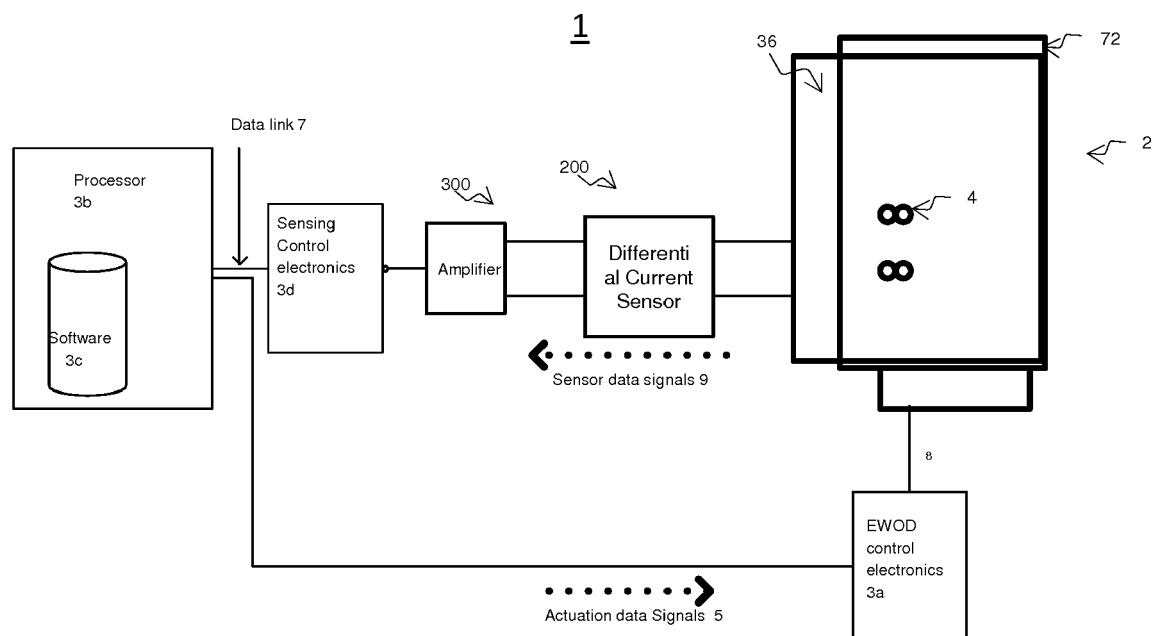 1
36
72
Data link 7
2
Processor
3b
200
300
4
Sensing
Control
electronics
3d
Differenti
al Current
Sensor
Amplifier
Software
3c
Sensor data signals 9
8
EWOD
control
electronics
3a
Actuation data Signals 5